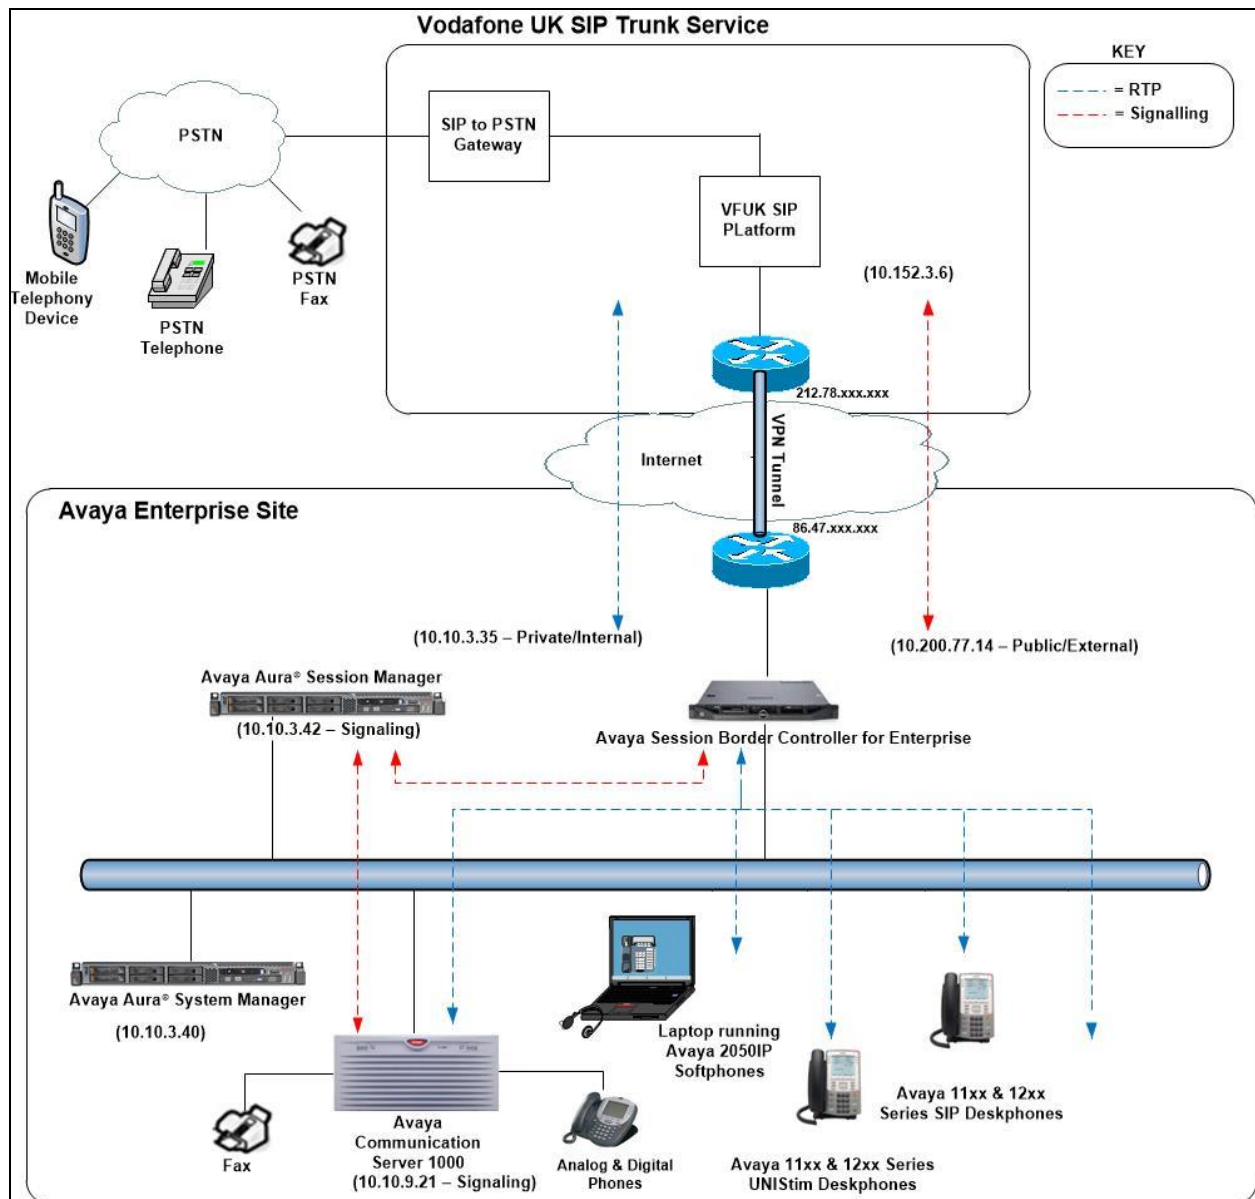 Vodafone UK SIP Trunk Service
KEY
= RTP
= Signalling
SIP to PSTN
Gateway
PSTN
VFUK SIP
PLatform
(10.152.3.6)
Mobile
Telephony
Device
PSTN
Telephone
PSTN
Fax
212.78.xxx.xxx
Internet
VPN Tunnel
86.47.xxx.xxx
Avaya Enterprise Site
(10.10.3.35 – Private/Internal)
(10.200.77.14 – Public/External)
Avaya Aura® Session Manager
(10.10.3.42 – Signaling)
Avaya Session Border Controller for Enterprise
Avaya Aura® System Manager
(10.10.3.40)
Laptop running
Avaya 2050IP
Softphones
Avaya 11xx & 12xx
Series SIP Deskphones
Fax
Avaya
Communication
Server 1000
(10.10.9.21 – Signaling)
Analog & Digital
Phones
Avaya 11xx & 12xx Series
UNIStim Deskphones